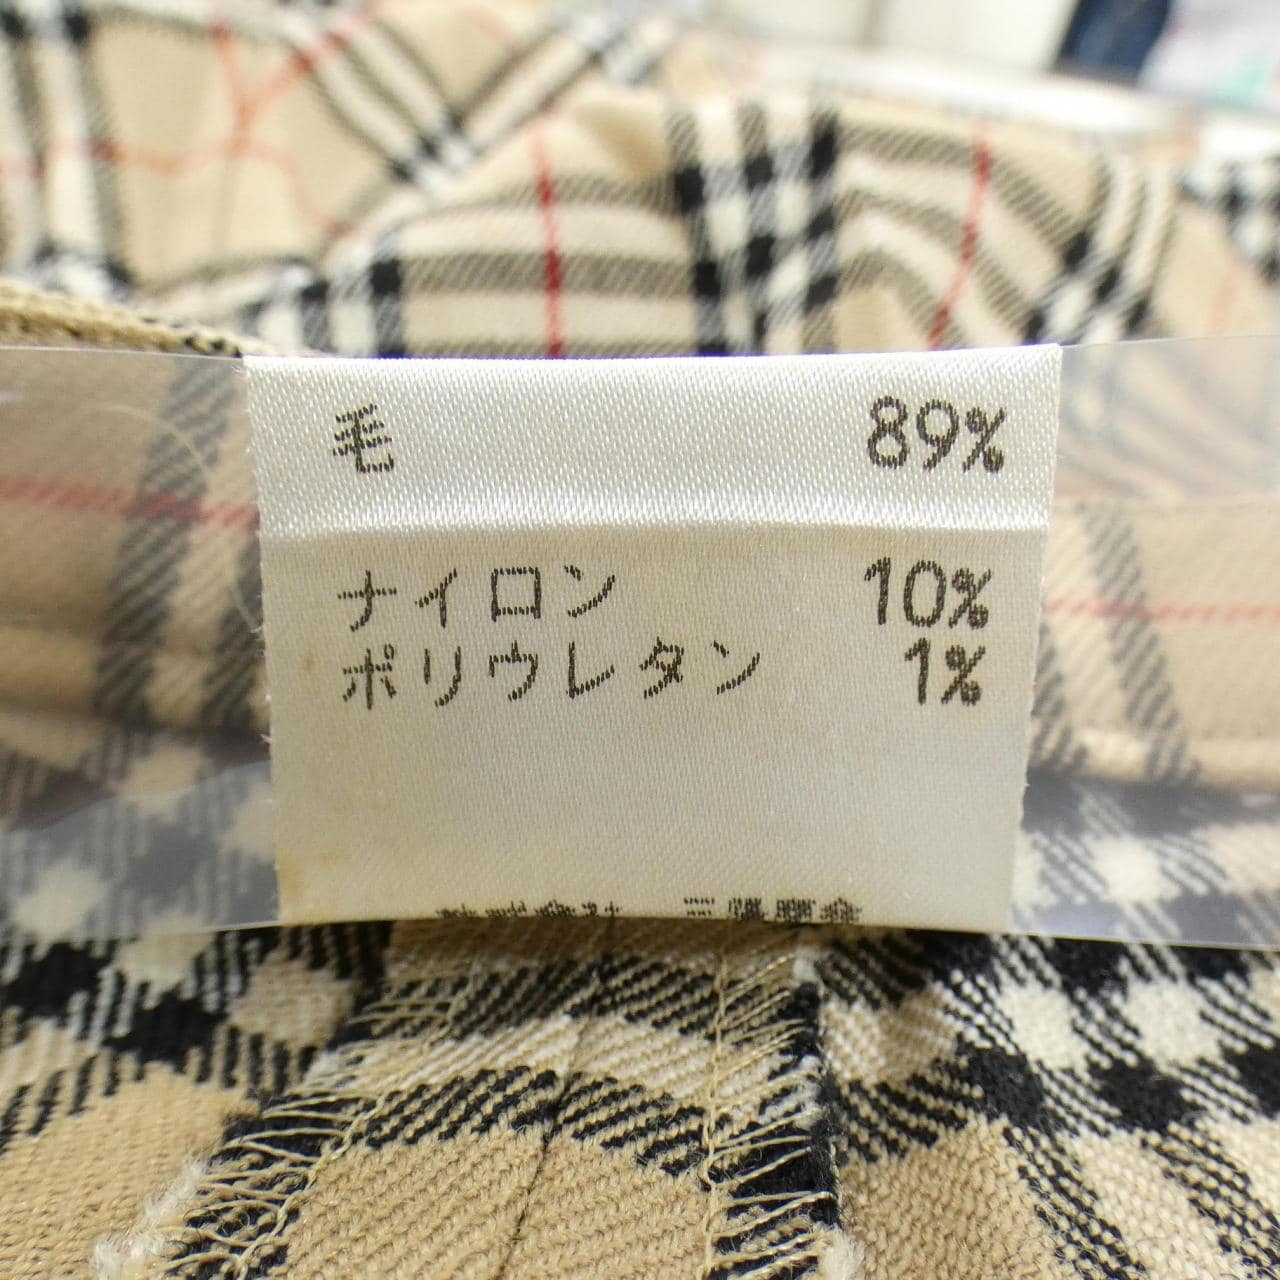 毛 89%
ナイロン 10%
ポリウレタン 1%